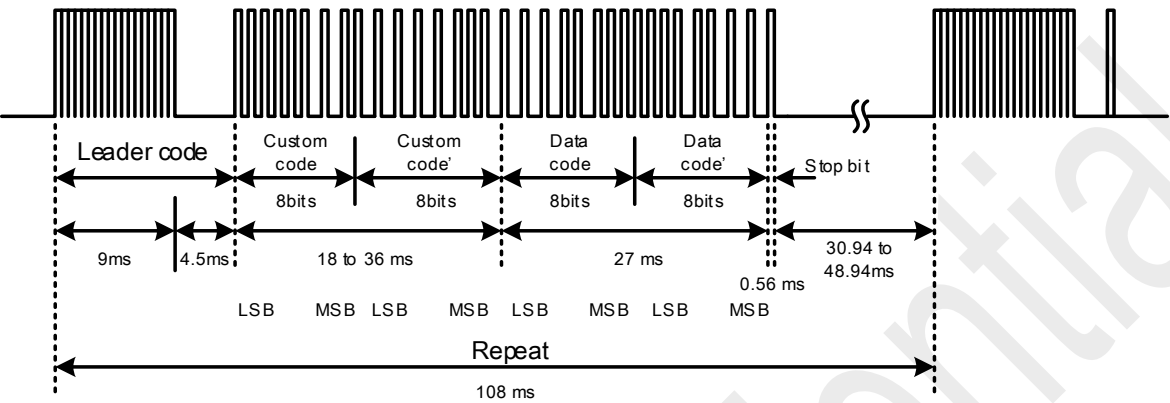 Leader code
Custom
code
Custom
code'
Data
code
Data
code'
Stop bit
8bits
8bits
8bits
8bits
9ms
4.5ms
18 to 36 ms
27 ms
0.56 ms
30.94 to
48.94ms
LSB MSB LSB MSB LSB MSB LSB MSB
Repeat
108 ms